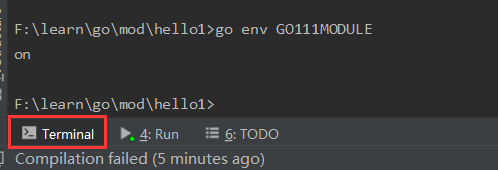 F:\learn\go\mod\hello1>go env GO111MODULE
on
F:\learn\go\mod\hello1>
Terminal 4: Run 6: TODO
Compilation failed (5 minutes ago)